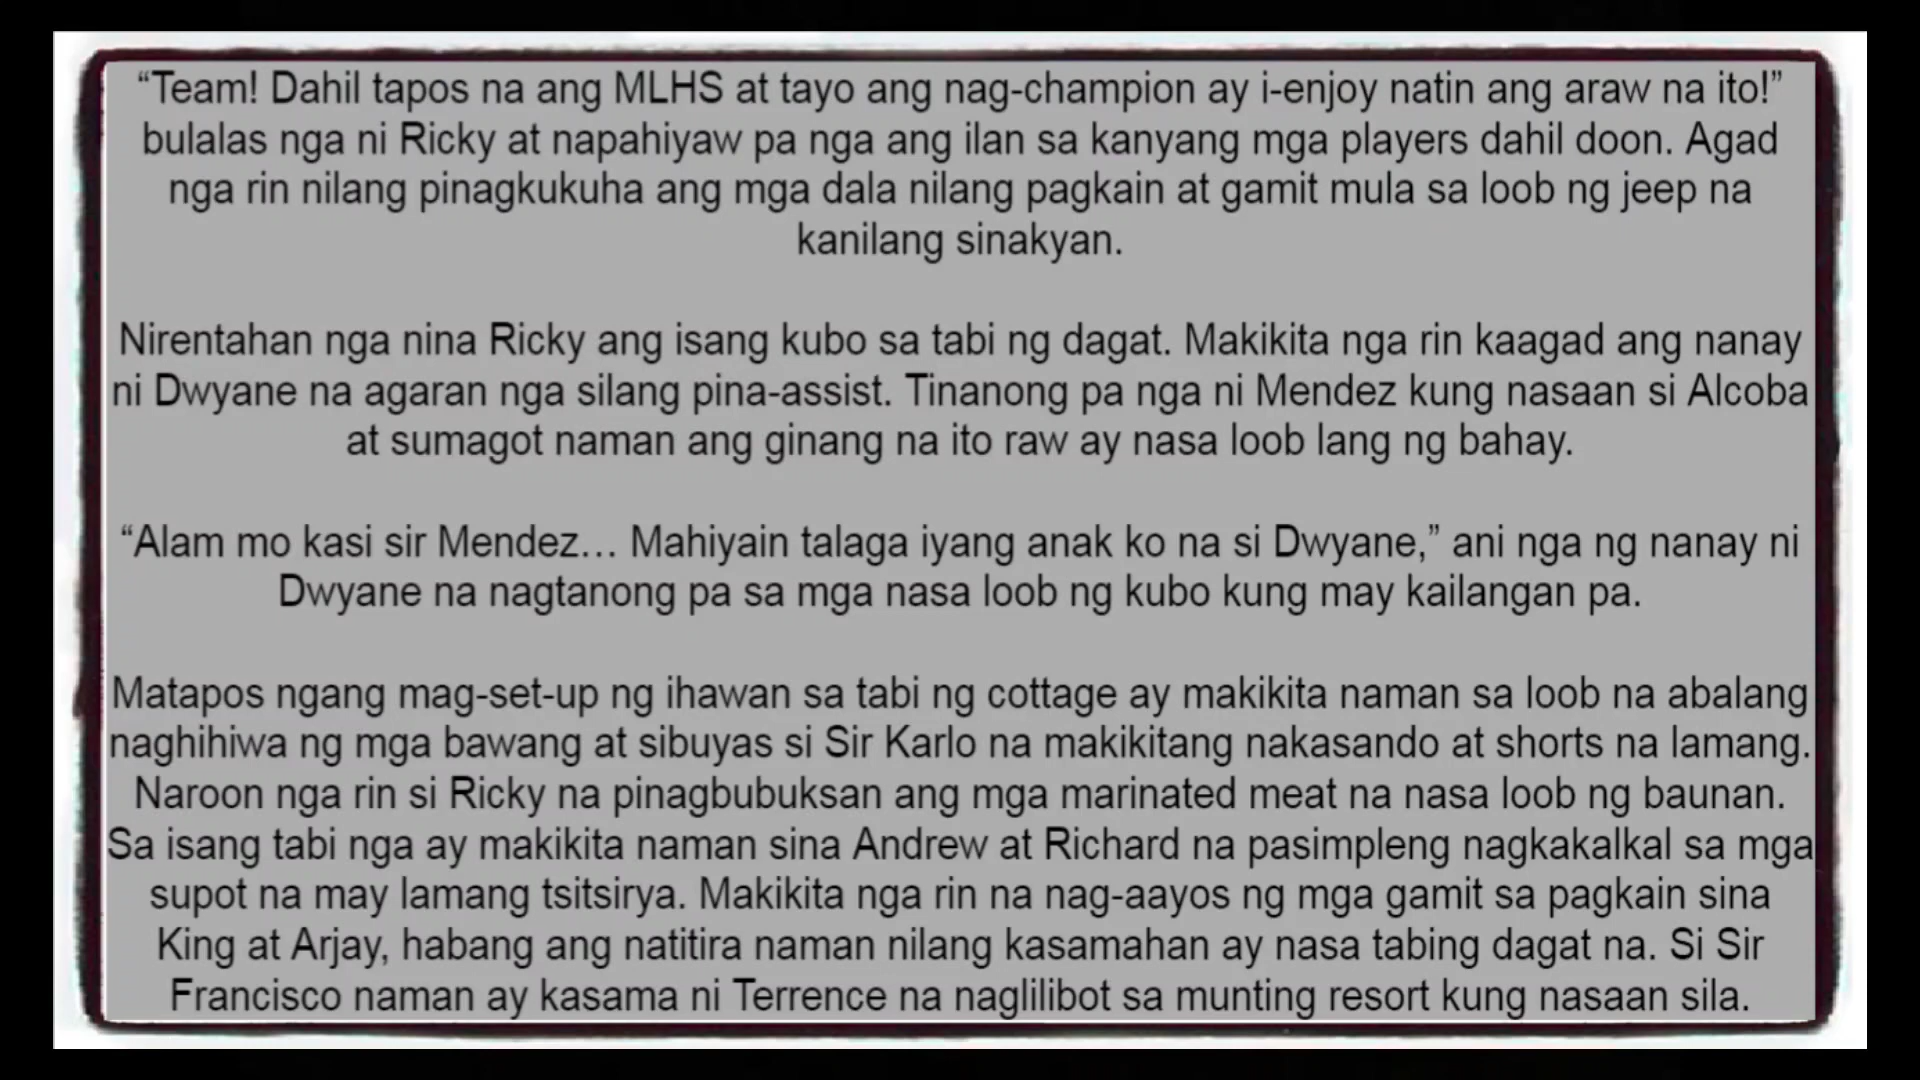 “Team! Dahil tapos na ang MLHS at tayo ang nag-champion ay i-enjoy natin ang araw na ito!”
bulalas nga ni Ricky at napahiyaw pa nga ang ilan sa kanyang mga players dahil doon. Agad
nga rin nilang pinagkukuha ang mga dala nilang pagkain at gamit mula sa loob ng jeep na
kanilang sinakyan.
Nirentahan nga nina Ricky ang isang kubo sa tabi ng dagat. Makikita nga rin kaagad ang nanay
ni Dwyane na agaran nga silang pina-assist. Tinanong pa nga ni Mendez kung nasaan si Alcoba
at sumagot naman ang ginang na ito raw ay nasa loob lang ng bahay.
“Alam mo kasi sir Mendez… Mahiyain talaga iyang anak ko na si Dwyane,” ani nga ng nanay ni
Dwyane na nagtanong pa sa mga nasa loob ng kubo kung may kailangan pa.
Matapos ngang mag-set-up ng ihawan sa tabi ng cottage ay makikita naman sa loob na abalang
naghihiwa ng mga bawang at sibuyas si Sir Karlo na makikitang nakasando at shorts na lamang.
Naroon nga rin si Ricky na pinagbubuksan ang mga marinated meat na nasa loob ng baunan.
Sa isang tabi nga ay makikita naman sina Andrew at Richard na pasimpleng nagkakalkal sa mga
supot na may lamang tsitsirya. Makikita nga rin na nag-aayos ng mga gamit sa pagkain sina
King at Arjay, habang ang natitira naman nilang kasamahan ay nasa tabing dagat na. Si Sir
Francisco naman ay kasama ni Terrence na naglilibot sa munting resort kung nasaan sila.